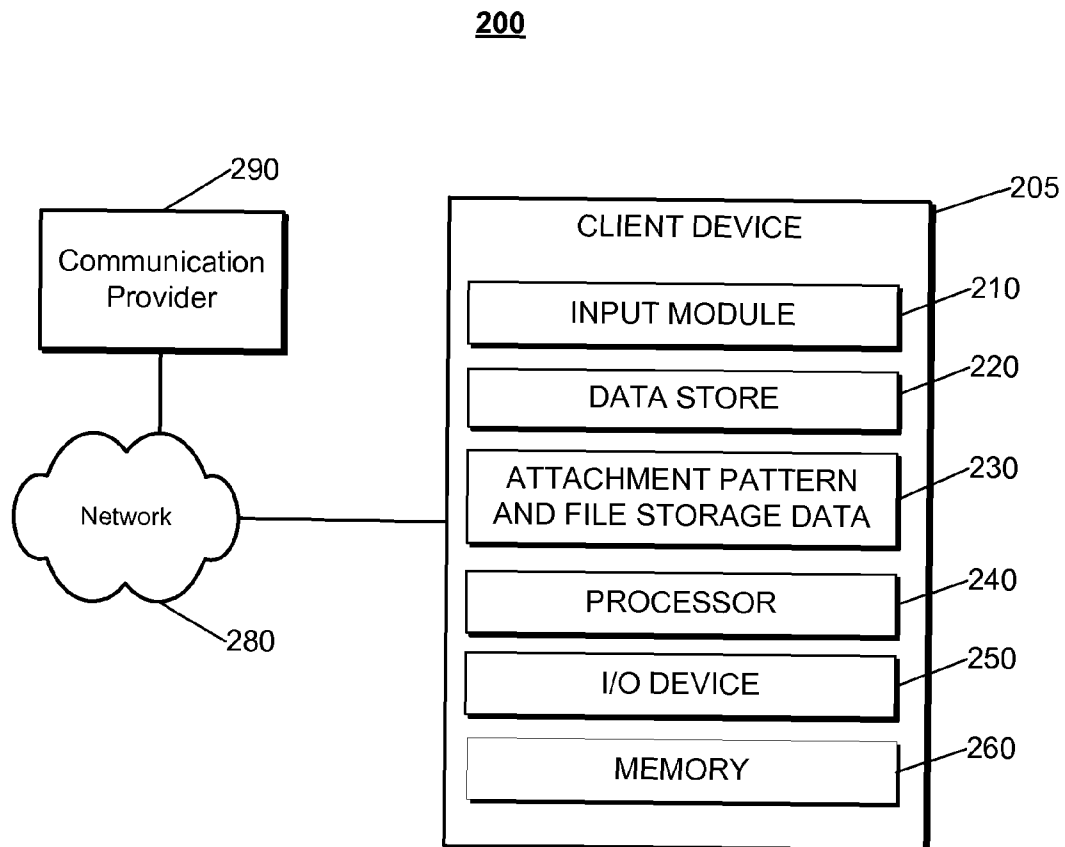 200
290
Communication
Provider
Network
280
205
CLIENT DEVICE
INPUT MODULE
210
DATA STORE
220
ATTACHMENT PATTERN
AND FILE STORAGE DATA
230
PROCESSOR
240
I/O DEVICE
250
MEMORY
260